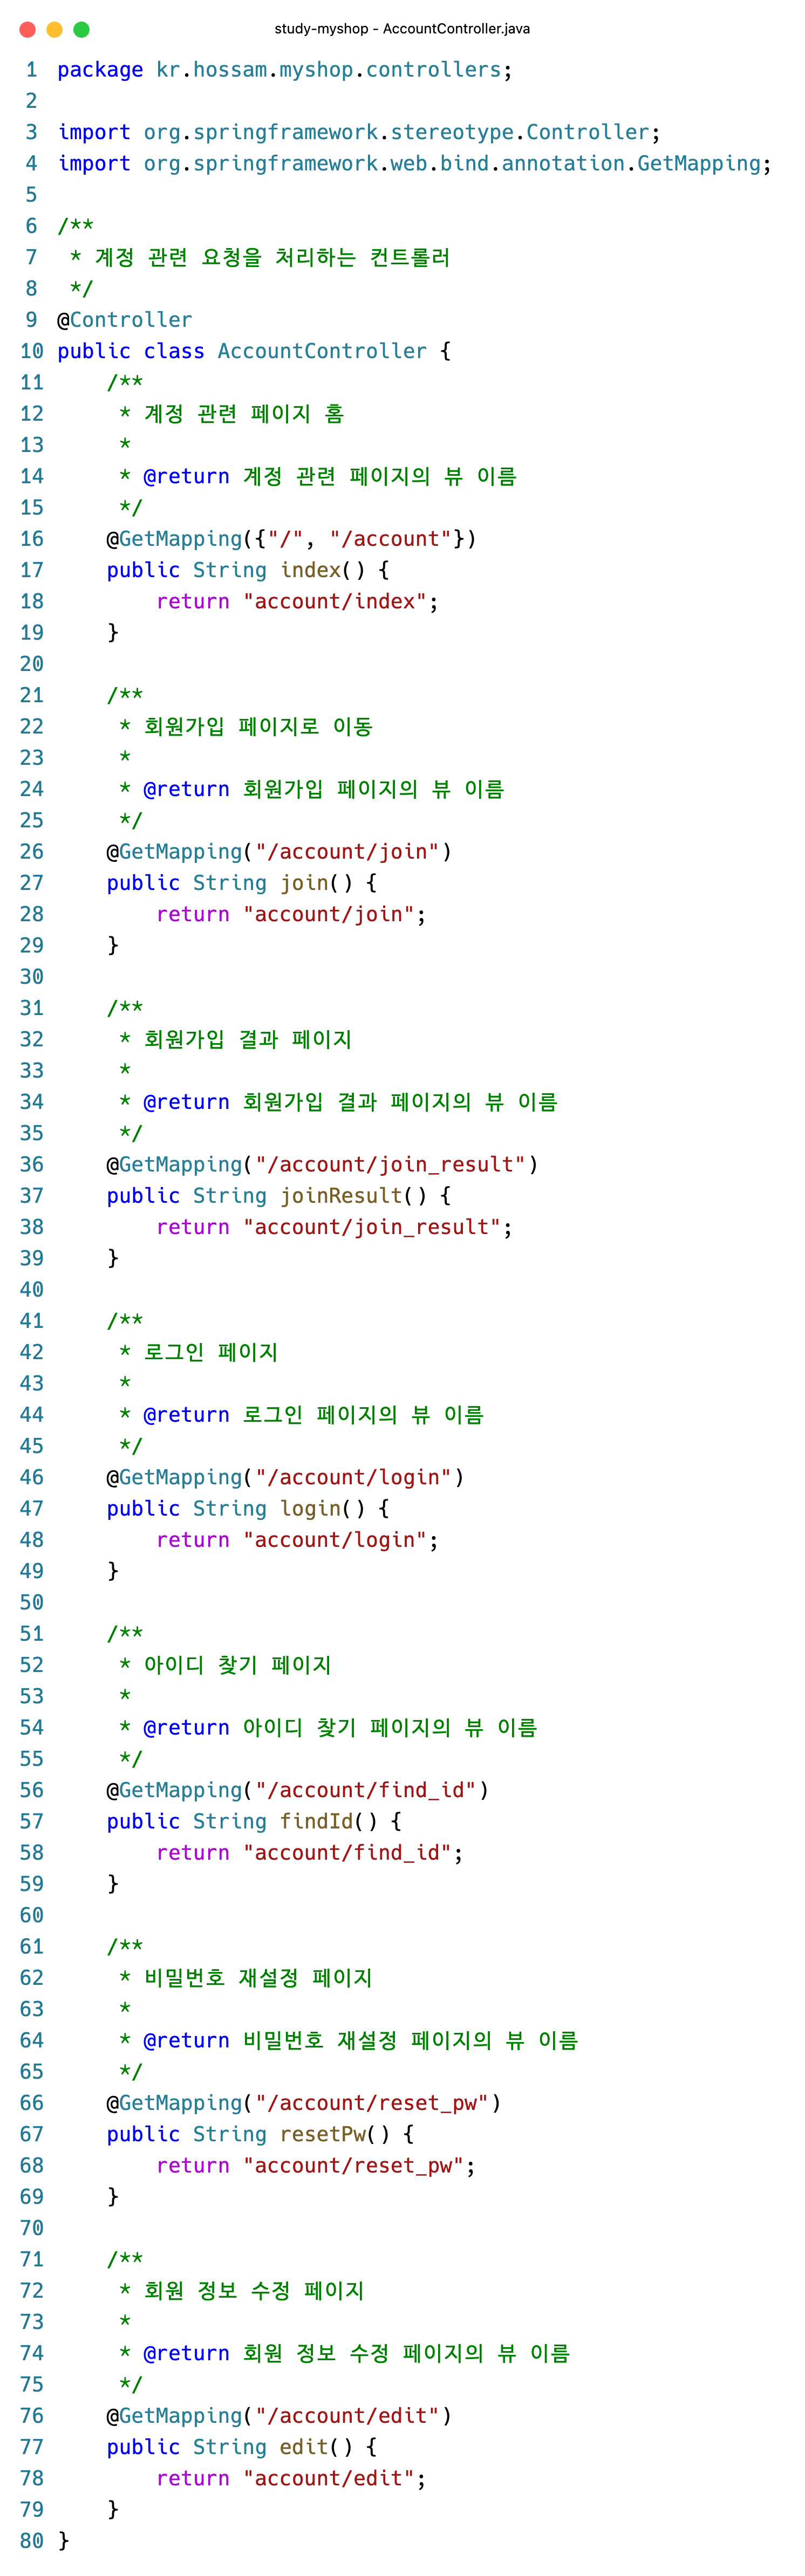 study-myshop - AccountController.java
1 package kr.hossam.myshop.controllers;
2
3 import org.springframework.stereotype.Controller;
4 import org.springframework.web.bind.annotation.GetMapping;
5
6 /**
7  * 계정 관련 요청을 처리하는 컨트롤러
8  */
9 @Controller
10 public class AccountController {
11     /**
12      * 계정 관련 페이지 홈
13      *
14      * @return 계정 관련 페이지의 뷰 이름
15      */
16     @GetMapping({"/", "/account"})
17     public String index() {
18         return "account/index";
19     }
20
21     /**
22      * 회원가입 페이지로 이동
23      *
24      * @return 회원가입 페이지의 뷰 이름
25      */
26     @GetMapping("/account/join")
27     public String join() {
28         return "account/join";
29     }
30
31     /**
32      * 회원가입 결과 페이지
33      *
34      * @return 회원가입 결과 페이지의 뷰 이름
35      */
36     @GetMapping("/account/join_result")
37     public String joinResult() {
38         return "account/join_result";
39     }
40
41     /**
42      * 로그인 페이지
43      *
44      * @return 로그인 페이지의 뷰 이름
45      */
46     @GetMapping("/account/login")
47     public String login() {
48         return "account/login";
49     }
50
51     /**
52      * 아이디 찾기 페이지
53      *
54      * @return 아이디 찾기 페이지의 뷰 이름
55      */
56     @GetMapping("/account/find_id")
57     public String findId() {
58         return "account/find_id";
59     }
60
61     /**
62      * 비밀번호 재설정 페이지
63      *
64      * @return 비밀번호 재설정 페이지의 뷰 이름
65      */
66     @GetMapping("/account/reset_pw")
67     public String resetPw() {
68         return "account/reset_pw";
69     }
70
71     /**
72      * 회원 정보 수정 페이지
73      *
74      * @return 회원 정보 수정 페이지의 뷰 이름
75      */
76     @GetMapping("/account/edit")
77     public String edit() {
78         return "account/edit";
79     }
80 }